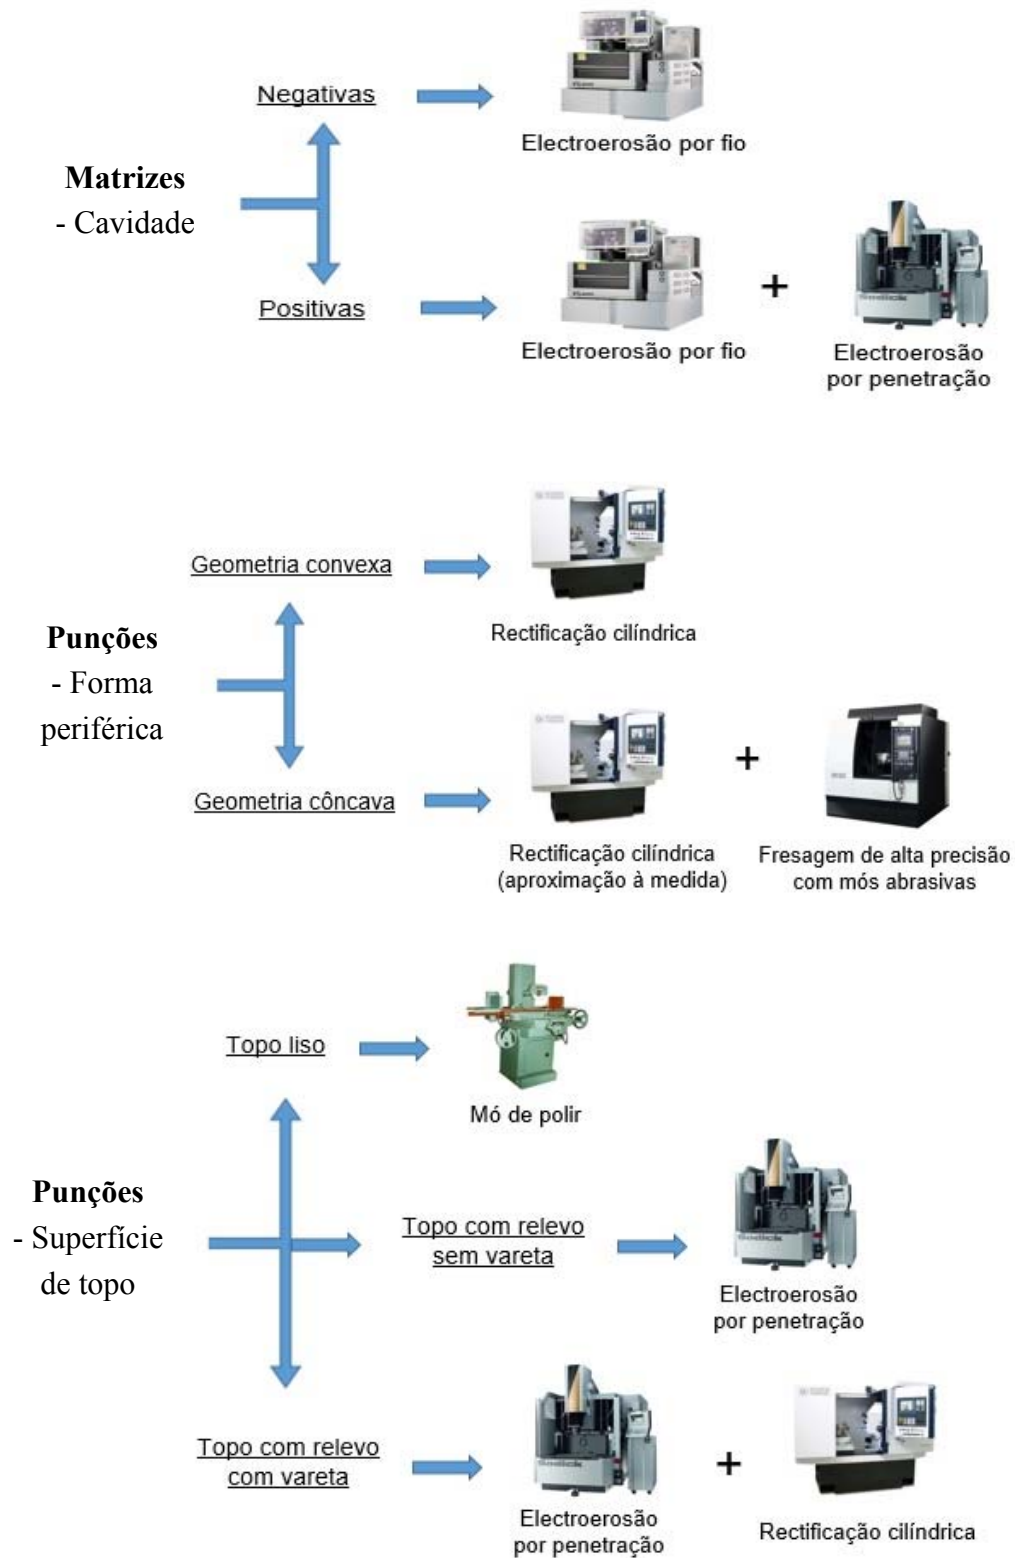 Negativas
Electroerosão por fio
Matrizes
- Cavidade
Positivas
Electroerosão por fio
+
Electroerosão
por penetração
Geometria convexa
Rectificação cilíndrica
Punções
- Forma
periférica
Geometria côncava
Rectificação cilíndrica
(aproximação à medida)
+
Fresagem de alta precisão
com mós abrasivas
Topo liso
Mó de polir
Punções
- Superfície
de topo
Topo com relevo
sem vareta
Sodick
Electroerosão
por penetração
Topo com relevo
com vareta
Sodick
Electroerosão
por penetração
+
Rectificação cilíndrica